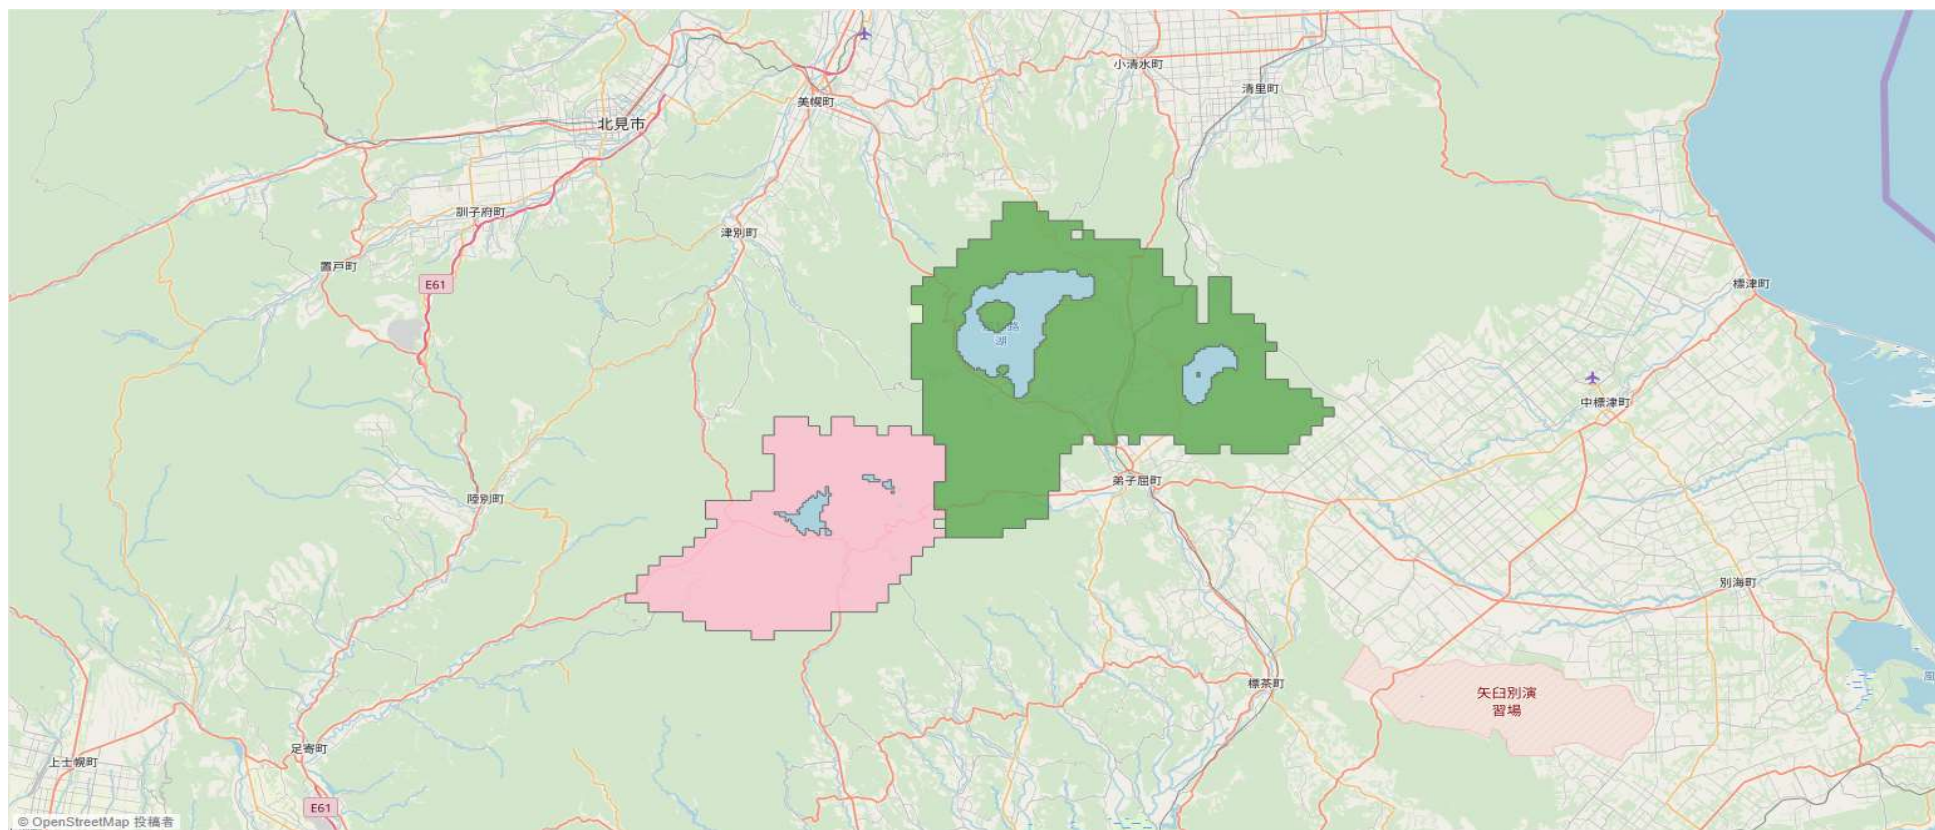 小清水町
清里町
美幌町
北見市
訓子府町
津別町
置戸町
E61
標津町
路
湖
中標津町
弟子屈町
陸別町
別海町
標茶町
矢臼別演
習場
風
足寄町
上士幌町
E61
© OpenStreetMap 投稿者